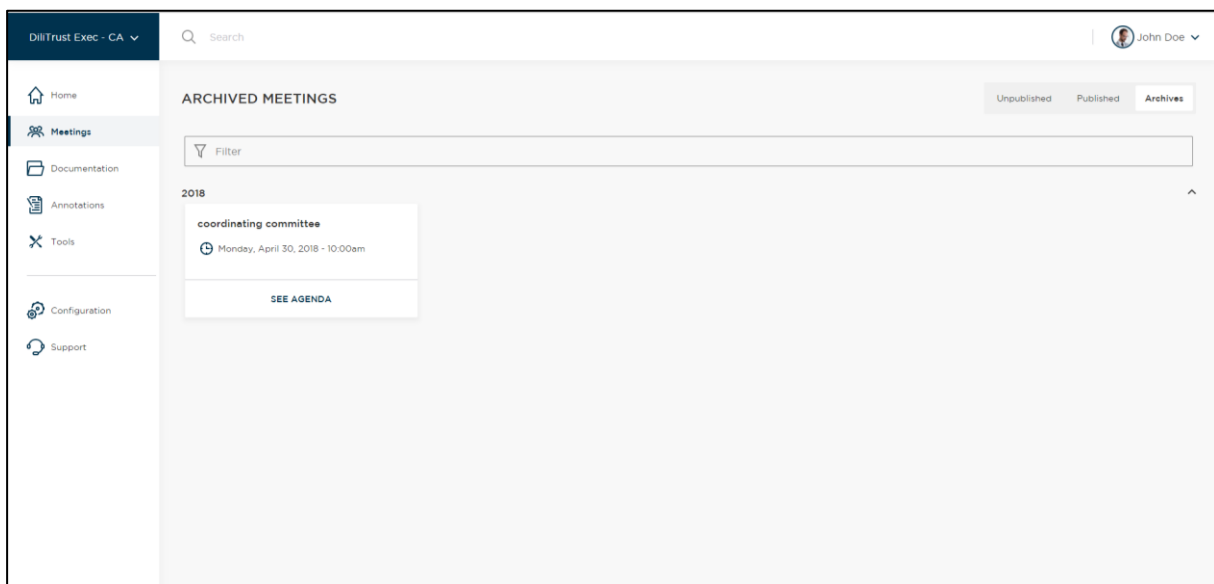 DiliTrust Exec - CA
Search
John Doe
Home
Meetings
Documentation
Annotations
Tools
Configuration
Support
ARCHIVED MEETINGS
Unpublished Published Archives
Filter
2018
coordinating committee
Monday, April 30, 2018 - 10:00am
SEE AGENDA